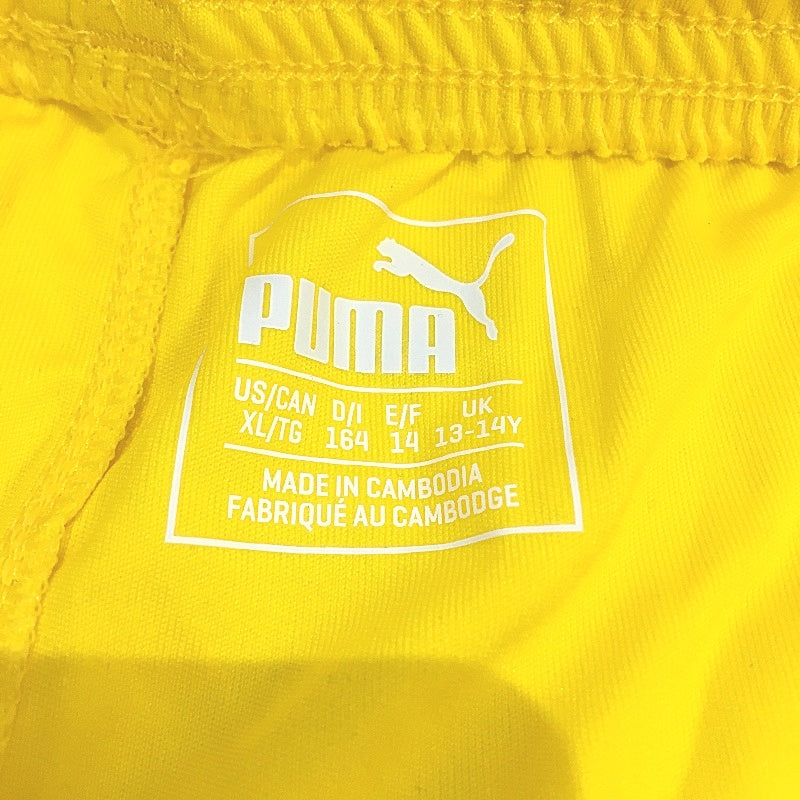 PUMA
US/CAN D/I E/F UK
XL/TG 164 14 13-14Y
MADE IN CAMBODIA
FABRIQUÉ AU CAMBODGE